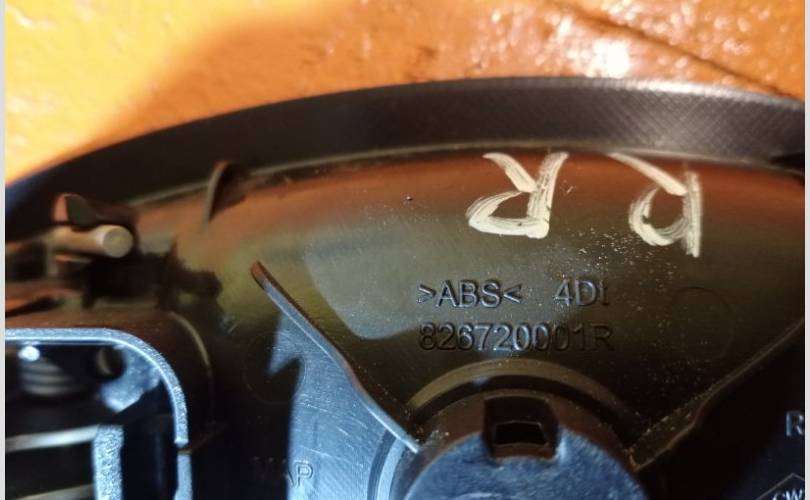 RR
>ABS< 4DI
826720001R
R